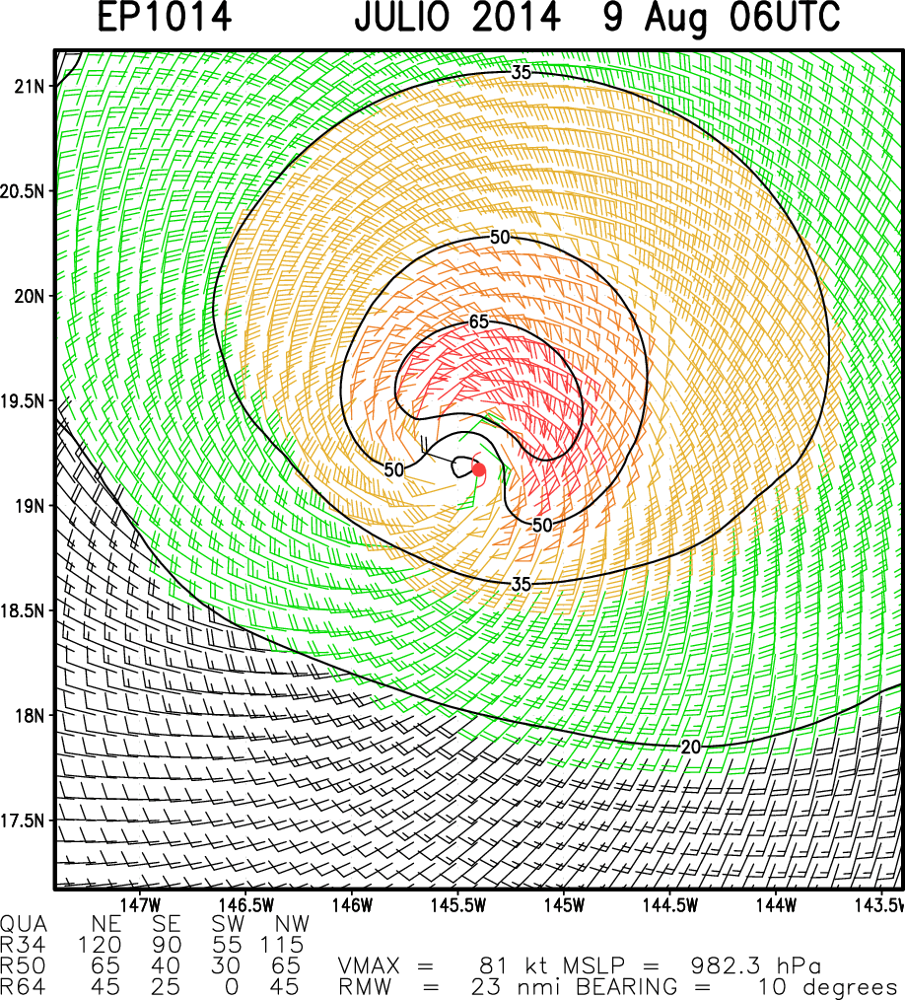 EP1014 JULIO 2014 9 Aug 06UTC
35
21N
20.5N
50
20N
65
19.5N
50
19N
50
35
18.5N
18N
20
17.5N
147W 146.5W 146W 145.5W 145W 144.5W 144W 143.5W
QUA NE SE SW NW
R34 120 90 55 115
R50 65 40 30 65 VMAX = 81 kt MSLP = 982.3 hPa
R64 45 25 0 45 RMW = 23 nmi BEARING = 10 degrees